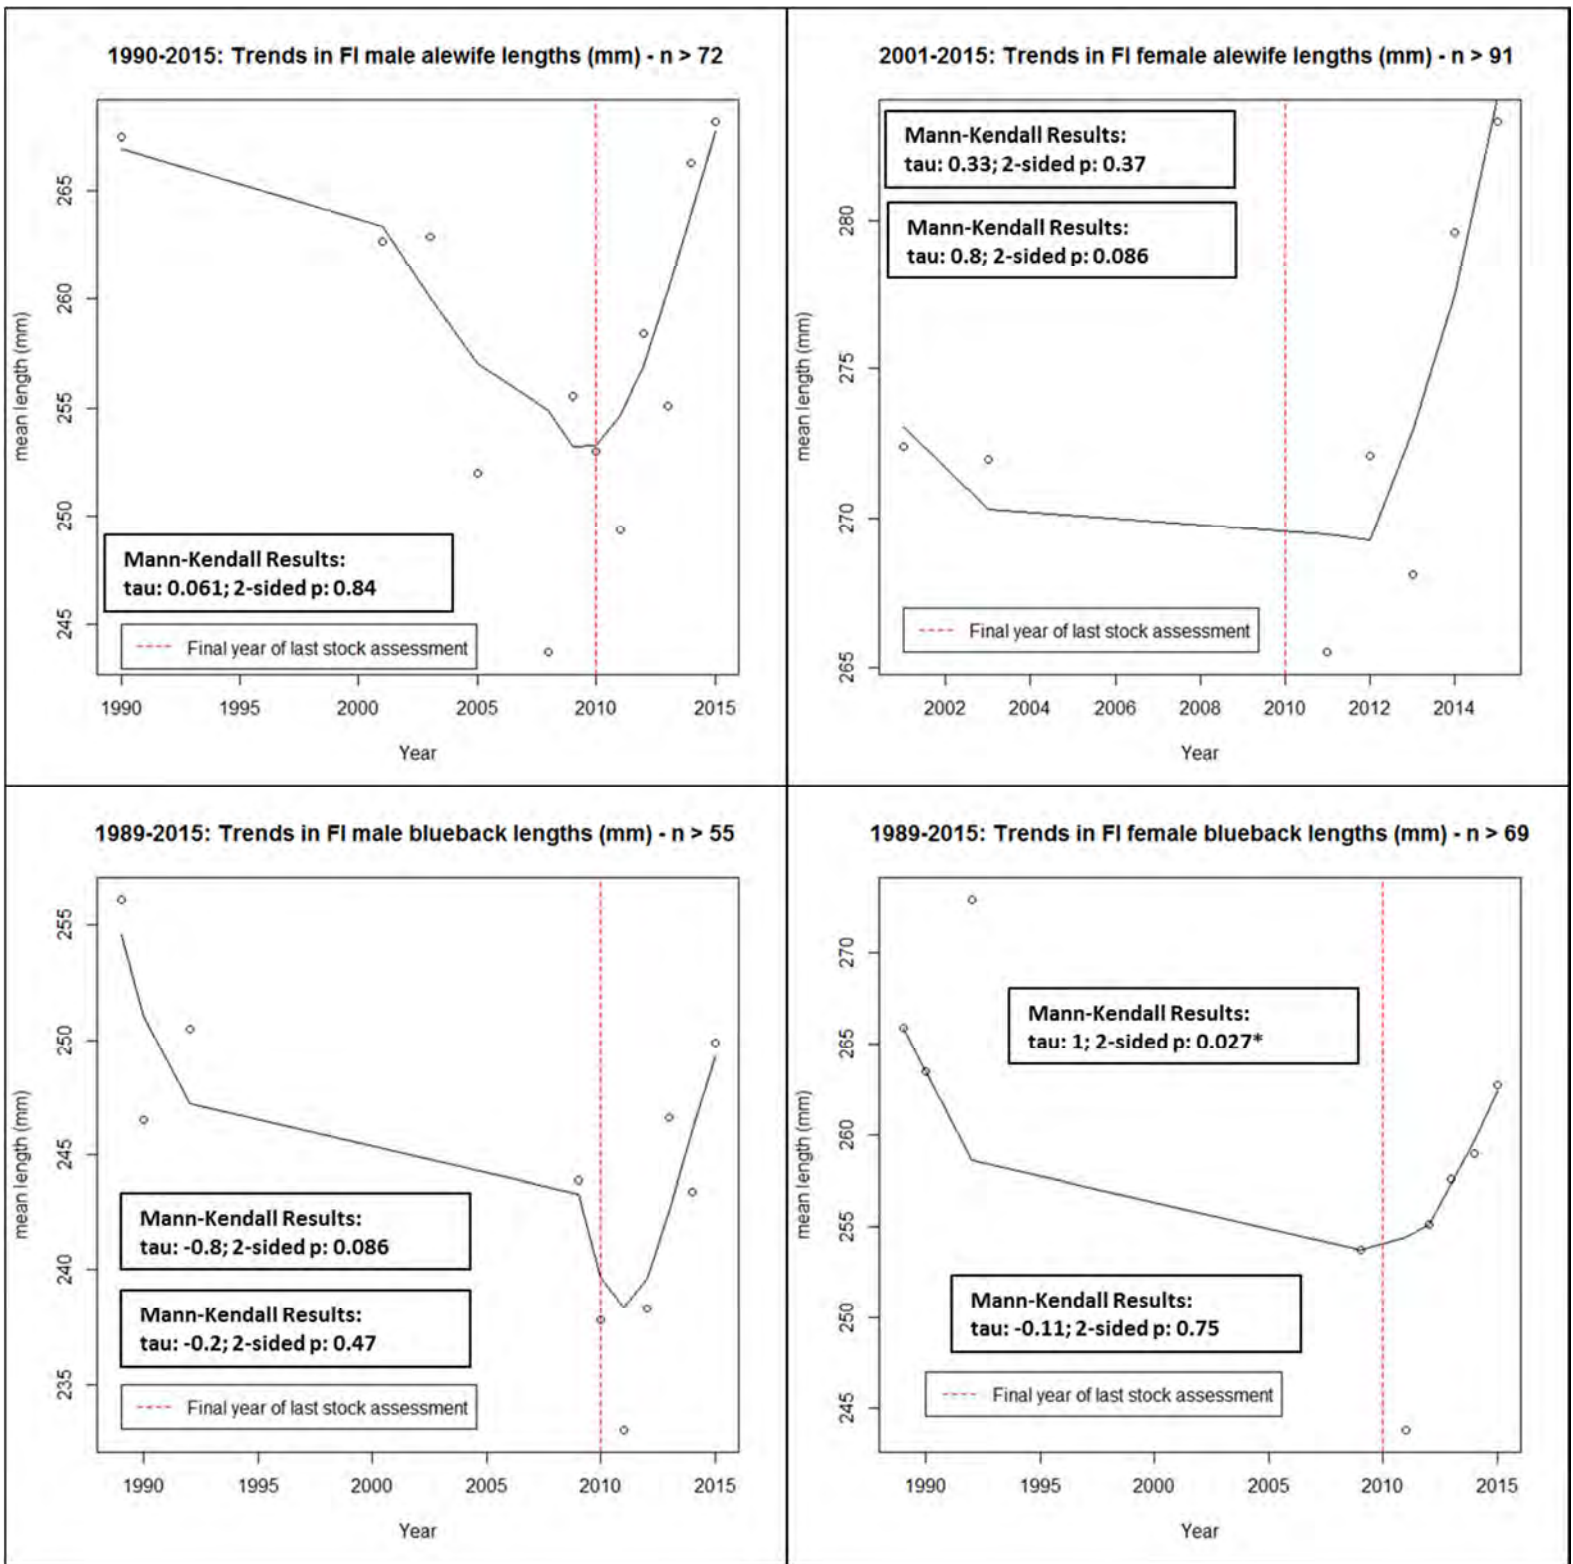 1990-2015: Trends in FI male alewife lengths (mm) - n > 72
mean length (mm)
265
260
255
250
245
Mann-Kendall Results:
tau: 0.061; 2-sided p: 0.84
Final year of last stock assessment
1990 1995 2000 2005 2010 2015
Year
2001-2015: Trends in FI female alewife lengths (mm) - n > 91
mean length (mm)
280
275
270
265
Mann-Kendall Results:
tau: 0.33; 2-sided p: 0.37
Mann-Kendall Results:
tau: 0.8; 2-sided p: 0.086
Final year of last stock assessment
2002 2004 2006 2008 2010 2012 2014
Year
1989-2015: Trends in FI male blueback lengths (mm) - n > 55
mean length (mm)
255
250
245
240
235
Mann-Kendall Results:
tau: -0.8; 2-sided p: 0.086
Mann-Kendall Results:
tau: -0.2; 2-sided p: 0.47
Final year of last stock assessment
1990 1995 2000 2005 2010 2015
Year
1989-2015: Trends in FI female blueback lengths (mm) - n > 69
mean length (mm)
270
265
260
255
250
245
Mann-Kendall Results:
tau: 1; 2-sided p: 0.027*
Mann-Kendall Results:
tau: -0.11; 2-sided p: 0.75
Final year of last stock assessment
1990 1995 2000 2005 2010 2015
Year